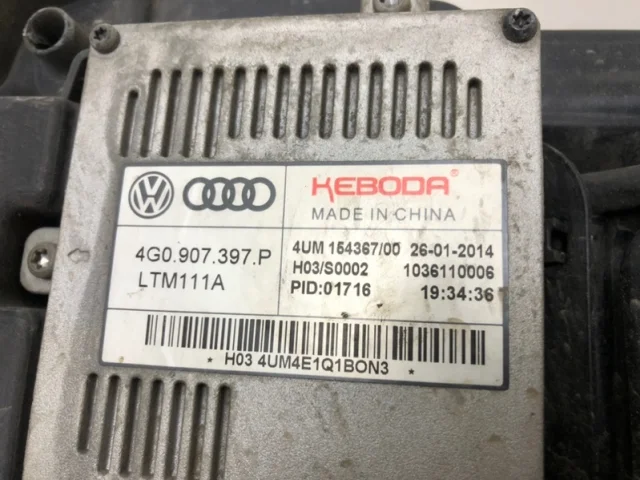 KEBODA®
MADE IN CHINA
4G0.907.397.P
LTM111A
4UM 154367/00 26-01-2014
H03/S0002 1036110006
PID:01716 19:34:36
* H03 4UM4E1Q1BON3 *